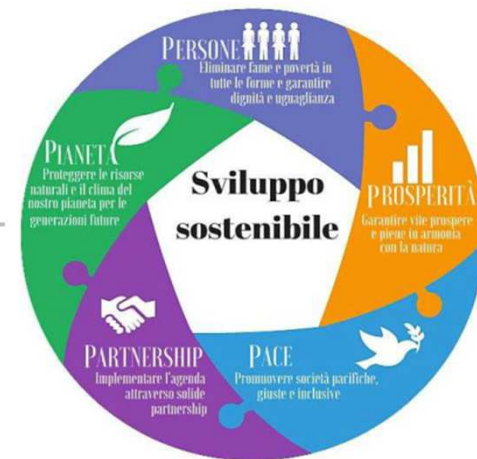 PERSONE
Eliminare fame e povertà in
tutte le forme e garantire
dignità e uguaglianza
PIANETA
Proteggere le risorse
naturali e il clima del
nostro pianeta per le
generazioni future
Sviluppo
sostenibile
PROSPERITÀ
Garantire vite prospere
e piene in armonia
con la natura
PARTNERSHIP
Implementare l'agenda
attraverso solide
partnership
PACE
Promuovere società pacifiche,
giuste e inclusive